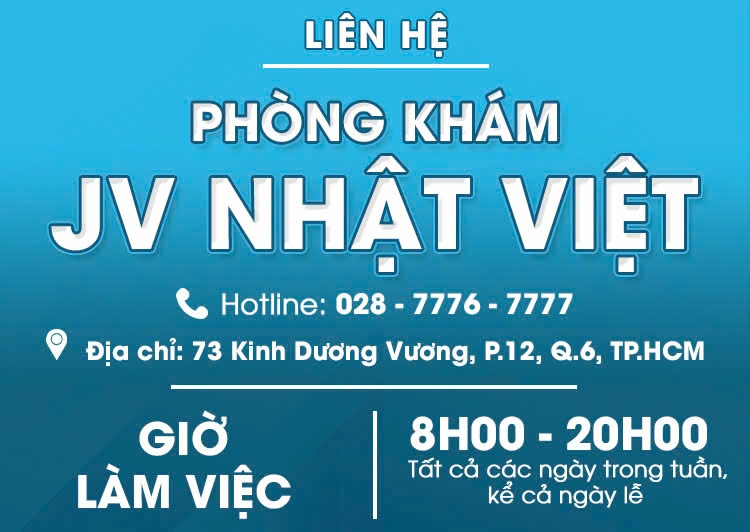 LIÊN HỆ
PHÒNG KHÁM
JV NHẬT VIỆT
Hotline: 028 - 7776 - 7777
Địa chỉ: 73 Kinh Dương Vương, P.12, Q.6, TP.HCM
GIỜ
LÀM VIỆC
8H00 - 20H00
Tất cả các ngày trong tuần,
kể cả ngày lễ